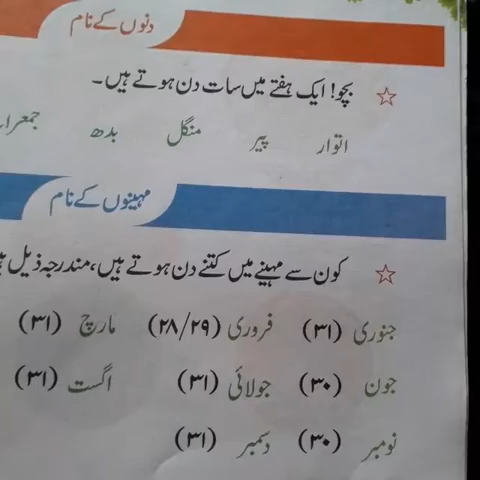 دنوں کے نام
بچو! ایک ہفتے میں سات دن ہوتے ہیں۔
اتوار پیر منگل بدھ
مہینوں کے نام
کون سے مہینے میں کتنے دن ہوتے ہیں، مندرجہ ذیل
جنوری (۳۱) فروری (۲۸/۲۹) مارچ (۳۱)
جون (۳۰) جولائی (۳۱) اگست (۳۱)
نومبر (۳۰) دسمبر (۳۱)